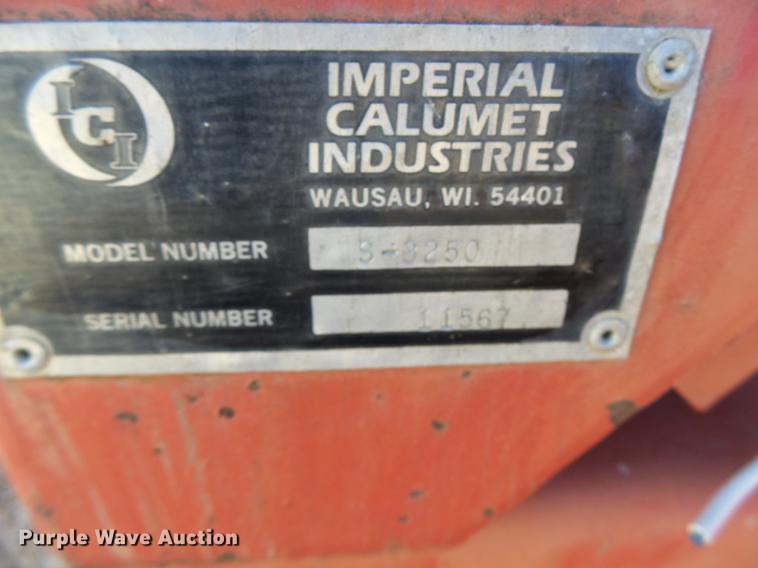 ICI
IMPERIAL
CALUMET
INDUSTRIES
WAUSAU, WI. 54401
MODEL NUMBER S-3250
SERIAL NUMBER 11567
Purple Wave Auction